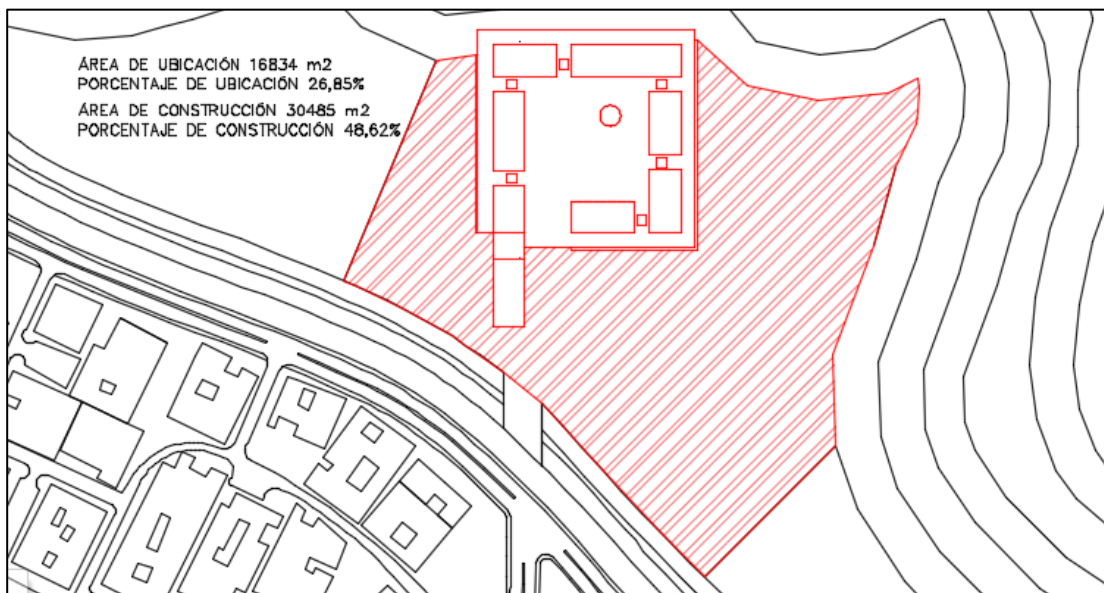 ÁREA DE UBICACIÓN 16834 m2
PORCENTAJE DE UBICACIÓN 26,85%
ÁREA DE CONSTRUCCIÓN 30485 m2
PORCENTAJE DE CONSTRUCCIÓN 48,62%